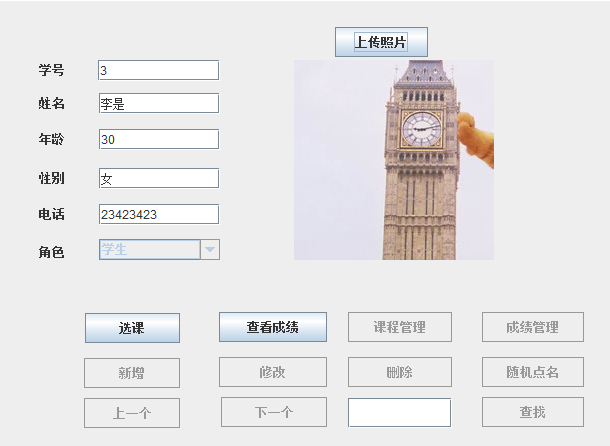 上传照片
学号 3
姓名 李是
年龄 30
性别 女
电话 23423423
角色 学生
选课 查看成绩 课程管理 成绩管理
新增 修改 删除 随机点名
上一个 下一个 查找